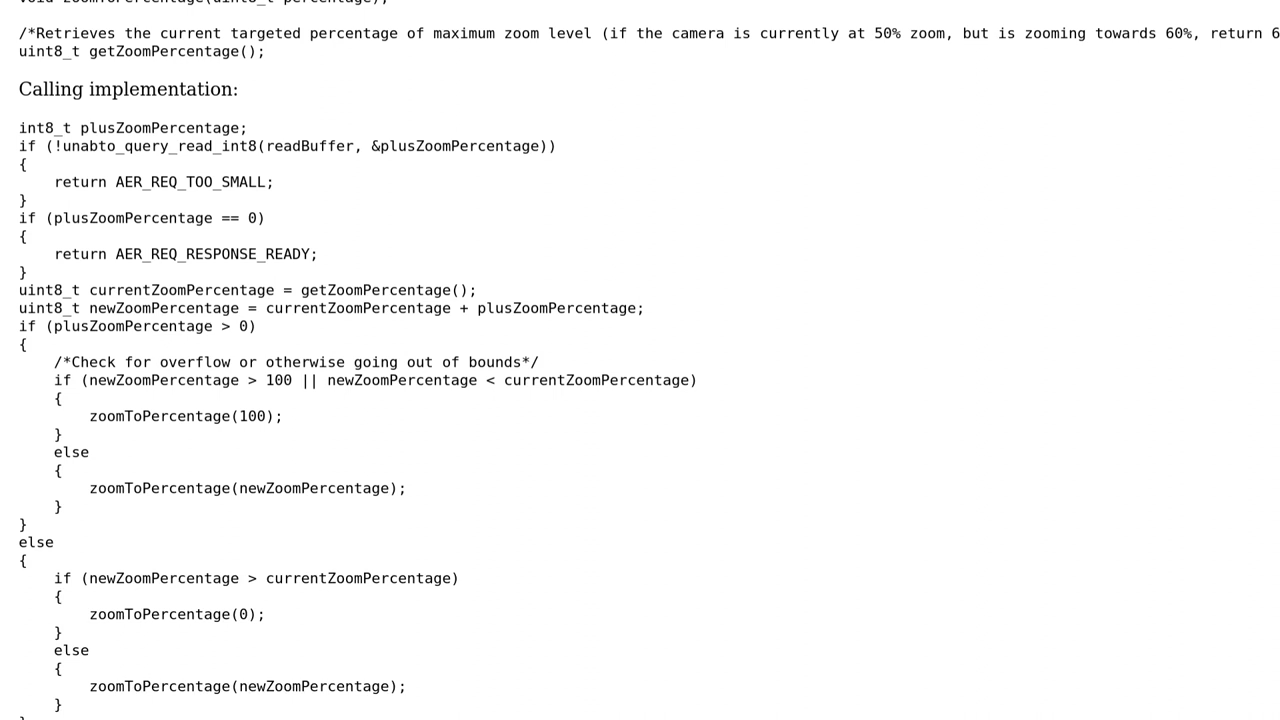 void zoomToPercentage(uint8_t percentage);
/*Retrieves the current targeted percentage of maximum zoom level (if the camera is currently at 50% zoom, but is zooming towards 60%, return 6
uint8_t getZoomPercentage();
Calling implementation:
int8_t plusZoomPercentage;
if (!unabto_query_read_int8(readBuffer, &plusZoomPercentage))
{
    return AER_REQ_TOO_SMALL;
}
if (plusZoomPercentage == 0)
{
    return AER_REQ_RESPONSE_READY;
}
uint8_t currentZoomPercentage = getZoomPercentage();
uint8_t newZoomPercentage = currentZoomPercentage + plusZoomPercentage;
if (plusZoomPercentage > 0)
{
    /*Check for overflow or otherwise going out of bounds*/
    if (newZoomPercentage > 100 || newZoomPercentage < currentZoomPercentage)
    {
        zoomToPercentage(100);
    }
    else
    {
        zoomToPercentage(newZoomPercentage);
    }
}
else
{
    if (newZoomPercentage > currentZoomPercentage)
    {
        zoomToPercentage(0);
    }
    else
    {
        zoomToPercentage(newZoomPercentage);
    }
}